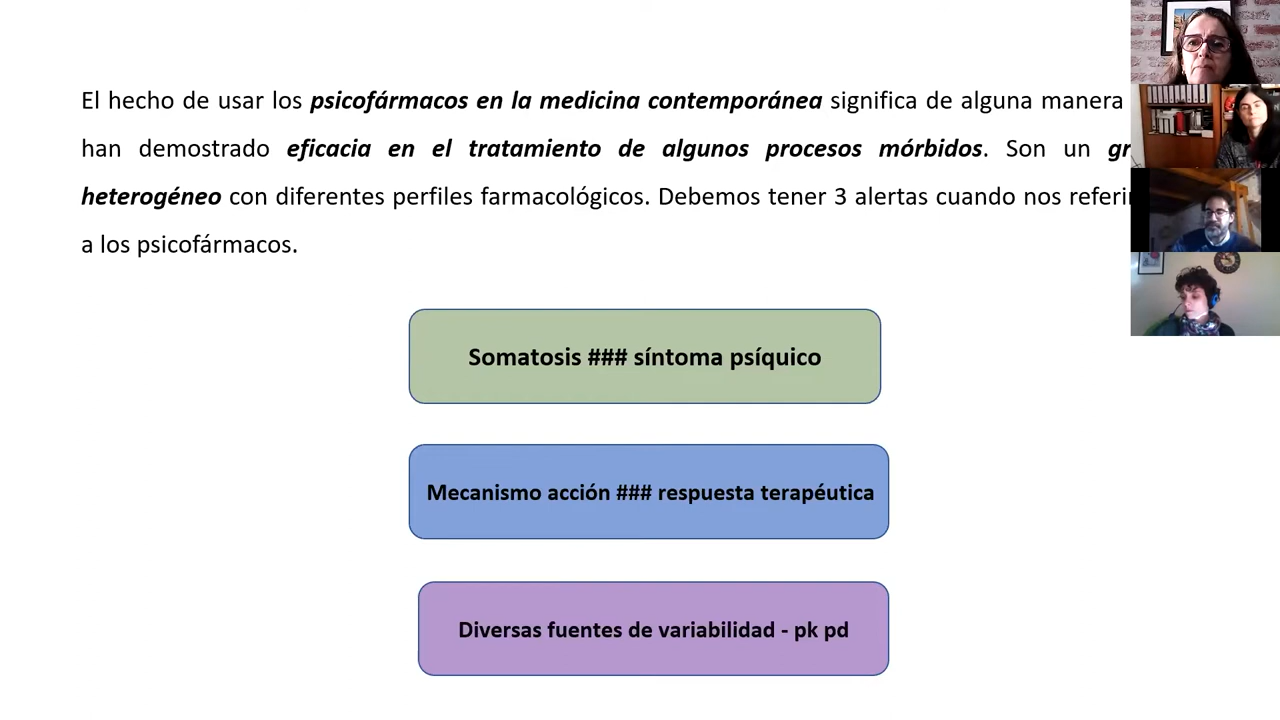 El hecho de usar los psicofármacos en la medicina contemporánea significa de alguna manera
han demostrado eficacia en el tratamiento de algunos procesos mórbidos. Son un
heterogéneo con diferentes perfiles farmacológicos. Debemos tener 3 alertas cuando nos
a los psicofármacos.
Somatosis ### síntoma psíquico
Mecanismo acción ### respuesta terapéutica
Diversas fuentes de variabilidad - pk pd